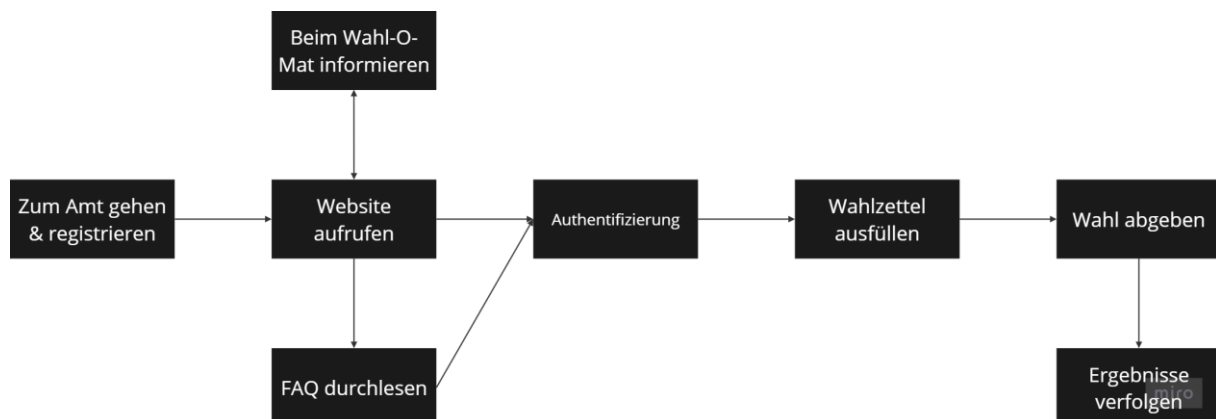 Beim Wahl-O-
Mat informieren
Zum Amt gehen
& registrieren
Website
aufrufen
Authentifizierung
Wahlzettel
ausfüllen
Wahl abgeben
FAQ durchlesen
Ergebnisse
verfolgen
miro